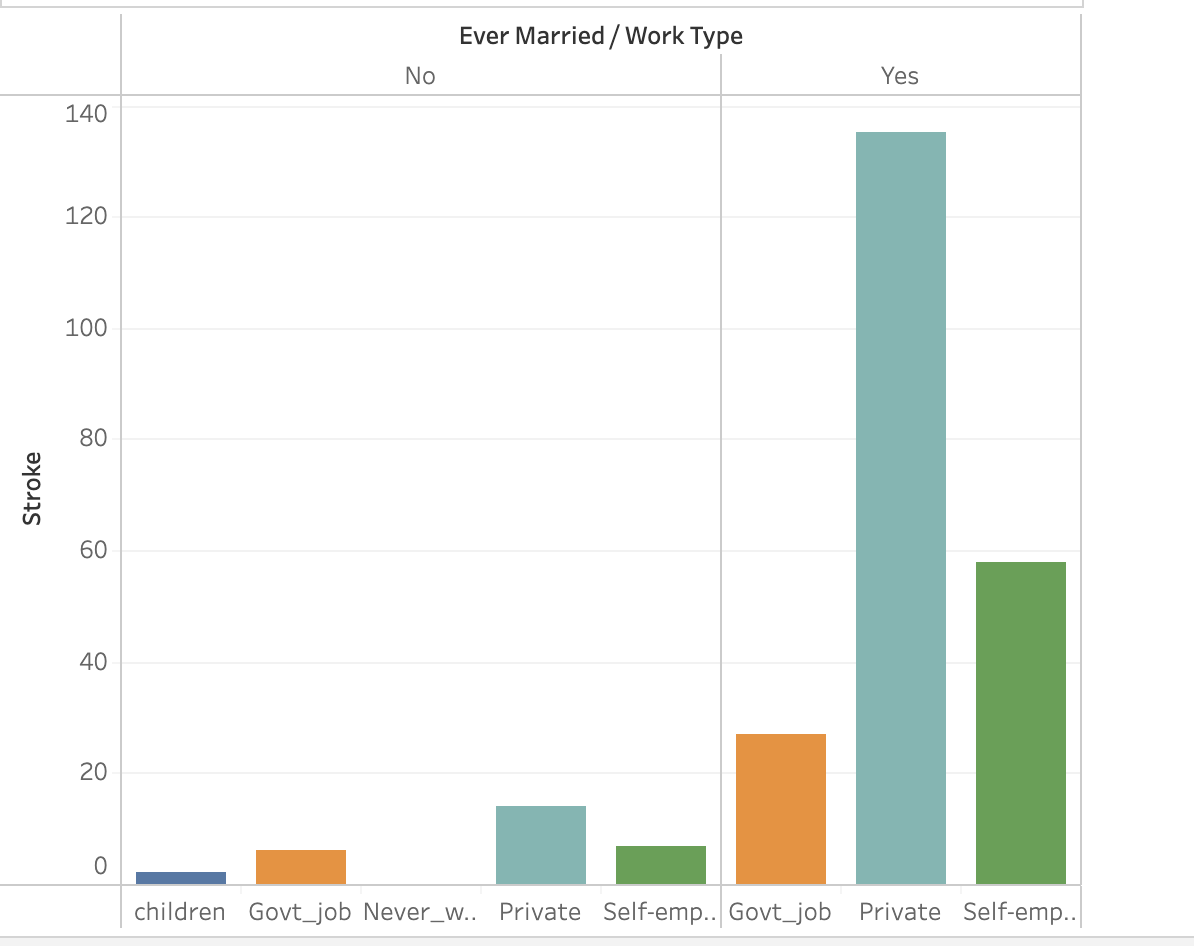 Ever Married / Work Type
No Yes
140
120
100
80
60
40
20
0
Stroke
children Govt_job Never_w.. Private Self-emp.. Govt_job Private Self-emp..